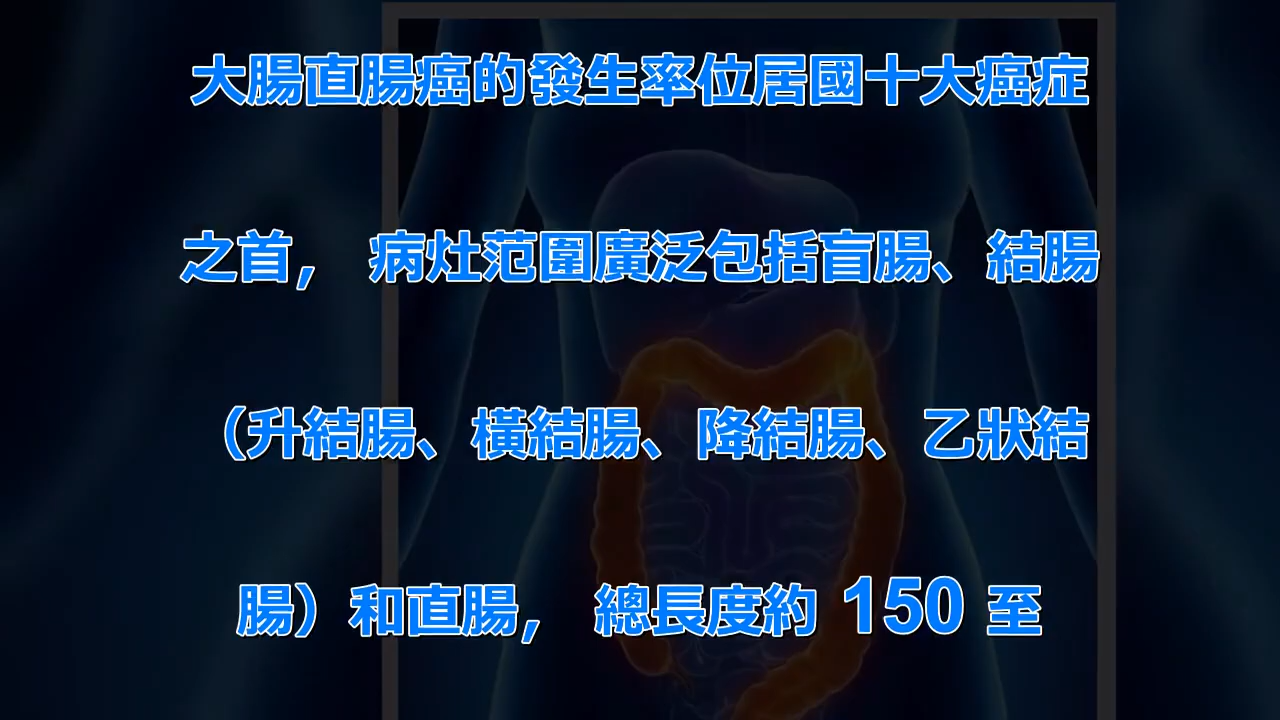 大腸直腸癌的發生率位居國十大癌症
之首， 病灶范圍廣泛包括盲腸、結腸
（升結腸、橫結腸、降結腸、乙狀結
腸）和直腸， 總長度約 150 至